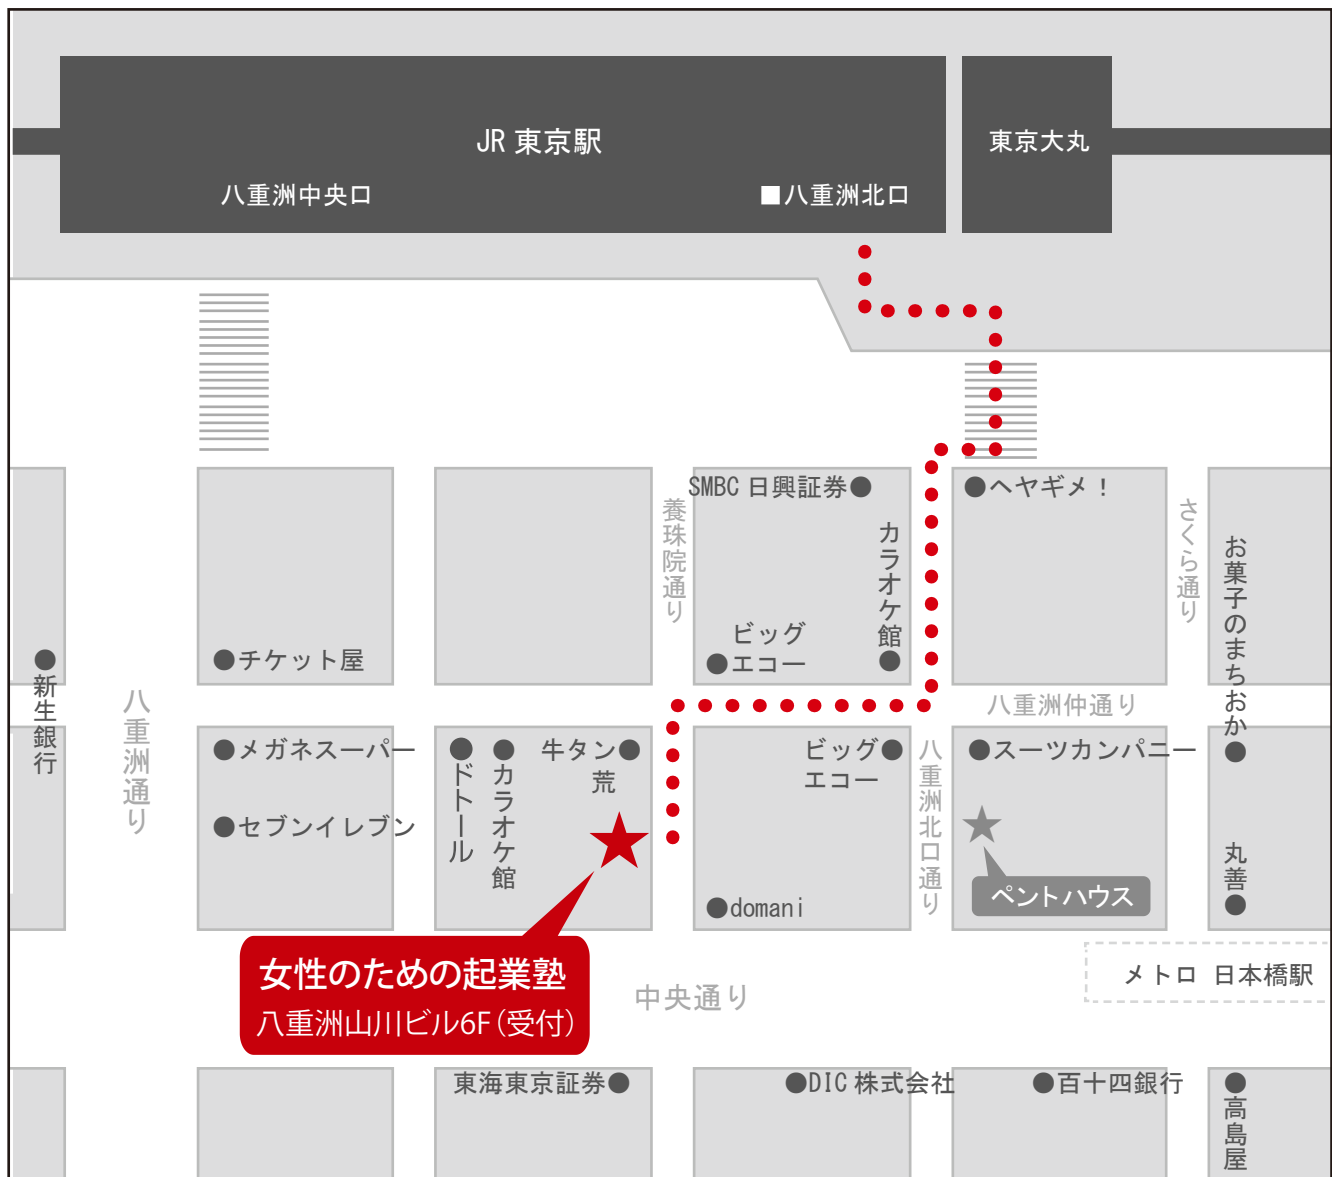 JR 東京駅
東京大丸
八重洲中央口
■八重洲北口
SMBC 日興証券●
●ヘヤギメ！
養珠院通り
カラオケ館●
さくら通り
お菓子のまちおか●
ビッグ
●エコー
●チケット屋
●新生銀行
八重洲通り
八重洲仲通り
●メガネスーパー
●ドトール
●カラオケ館
牛タン●
荒
ビッグ●
エコー
八重洲北口通り
●スーツカンパニー
●セブンイレブン
丸善●
ペントハウス
●domani
女性のための起業塾
八重洲山川ビル6F（受付）
中央通り
メトロ 日本橋駅
東海東京証券●
●DIC 株式会社
●百十四銀行
●高島屋